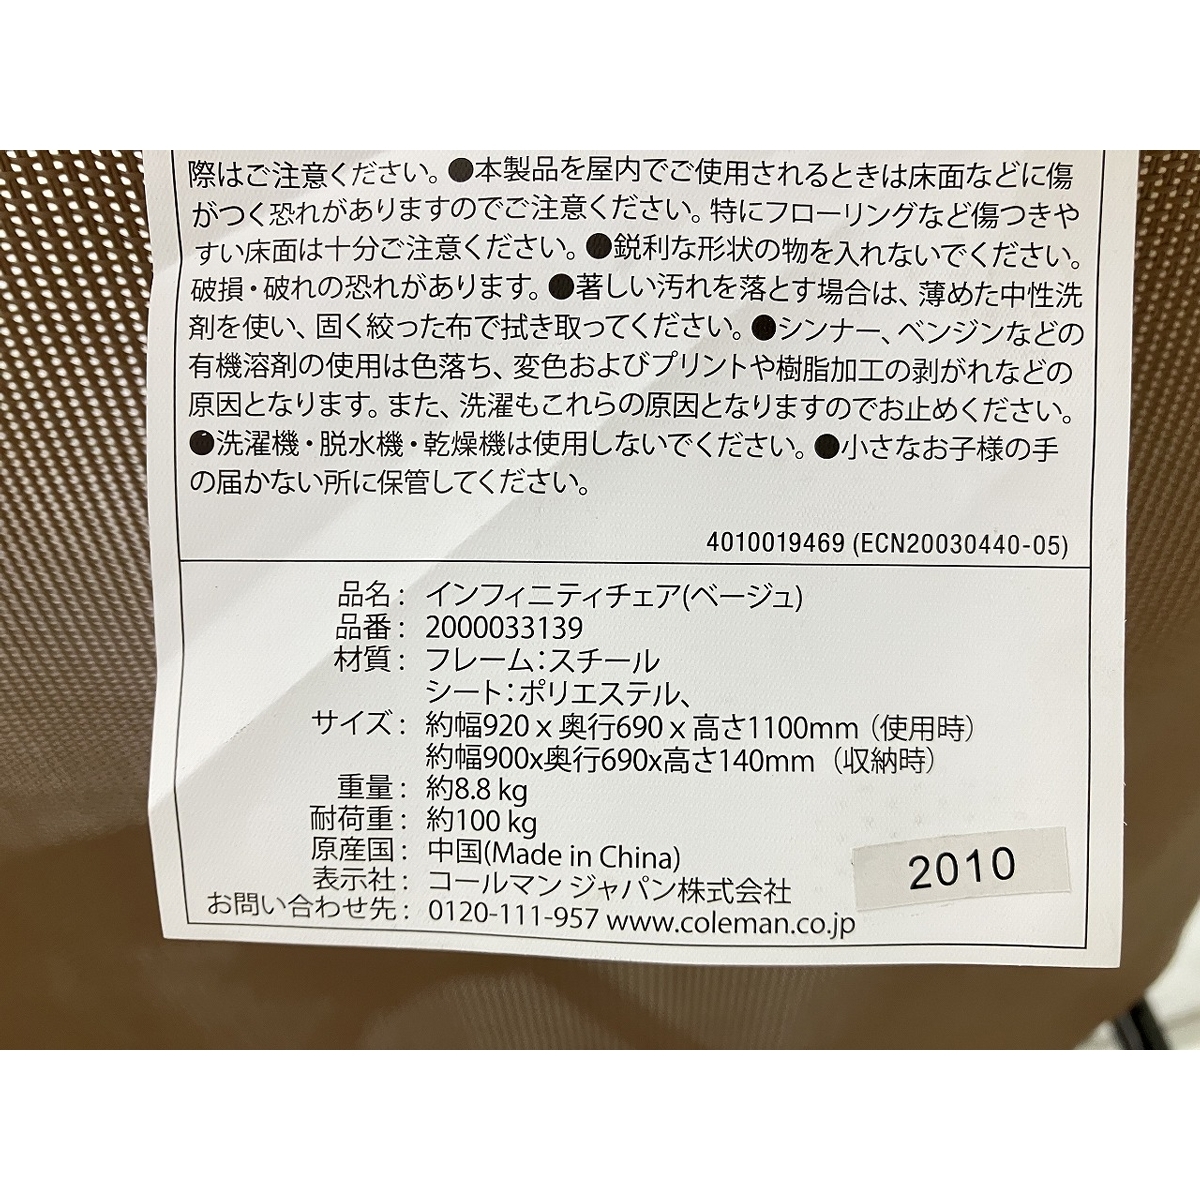 際はご注意ください。●本製品を屋内でご使用されるときは床面などに傷
がつく恐れがありますのでご注意ください。特にフローリングなど傷つきや
すい床面は十分ご注意ください。●鋭利な形状の物を入れないでください。
破損・破れの恐れがあります。●著しい汚れを落とす場合は、薄めた中性洗
剤を使い、固く絞った布で拭き取ってください。●シンナー、ベンジンなどの
有機溶剤の使用は色落ち、変色およびプリントや樹脂加工の剥がれなどの
原因となります。また、洗濯もこれらの原因となりますのでお止めください。
●洗濯機・脱水機・乾燥機は使用しないでください。●小さなお子様の手
の届かない所に保管してください。
4010019469 (ECN20030440-05)
品名： インフィニティチェア(ベージュ)
品番： 2000033139
材質： フレーム：スチール
シート：ポリエステル、
サイズ： 約幅920 x 奥行690 x 高さ1100mm（使用時）
約幅900x奥行690x高さ140mm（収納時）
重量： 約8.8 kg
耐荷重： 約100 kg
原産国： 中国(Made in China)
表示社： コールマン ジャパン株式会社
お問い合わせ先： 0120-111-957 www.coleman.co.jp
2010